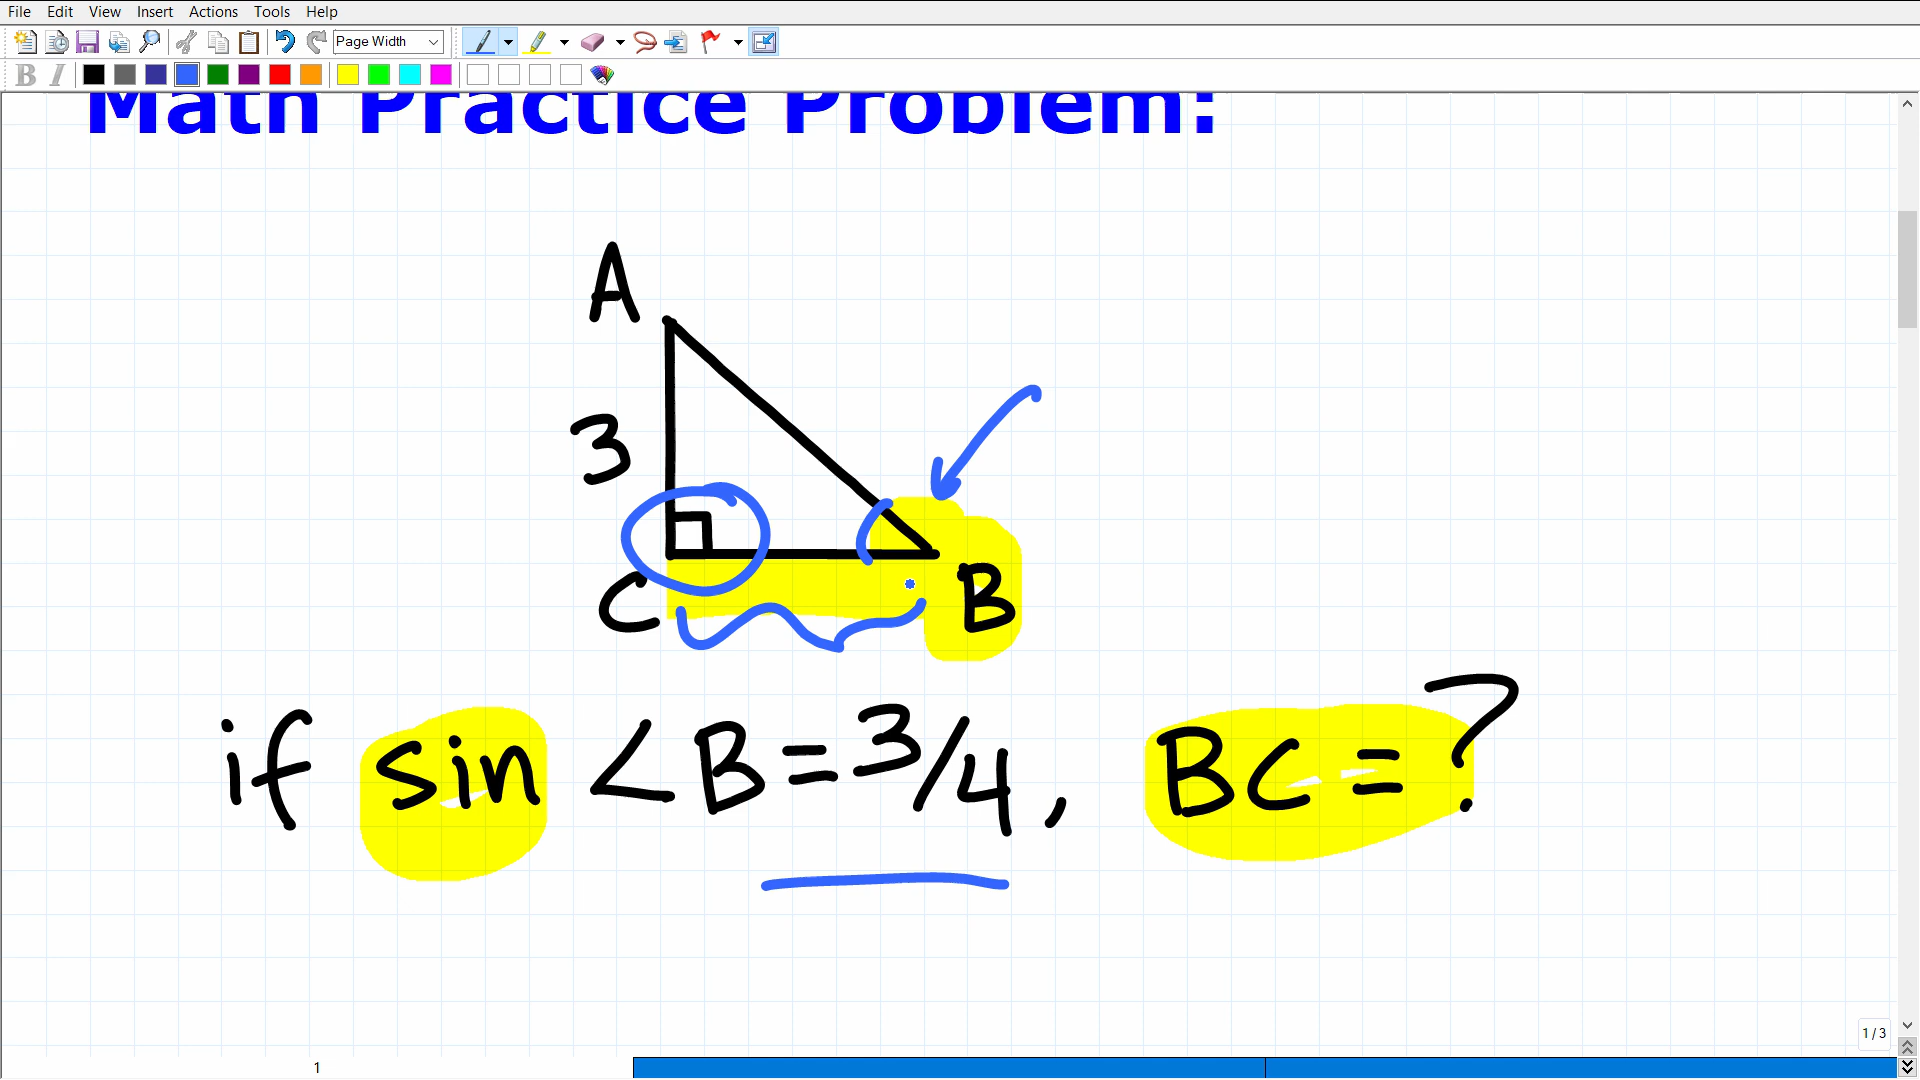 File Edit View Insert Actions Tools Help
Page Width
B I
Math Practice Problem:
A
3
C B
if sin ∠B = 3/4, BC = ?
1 / 3
1